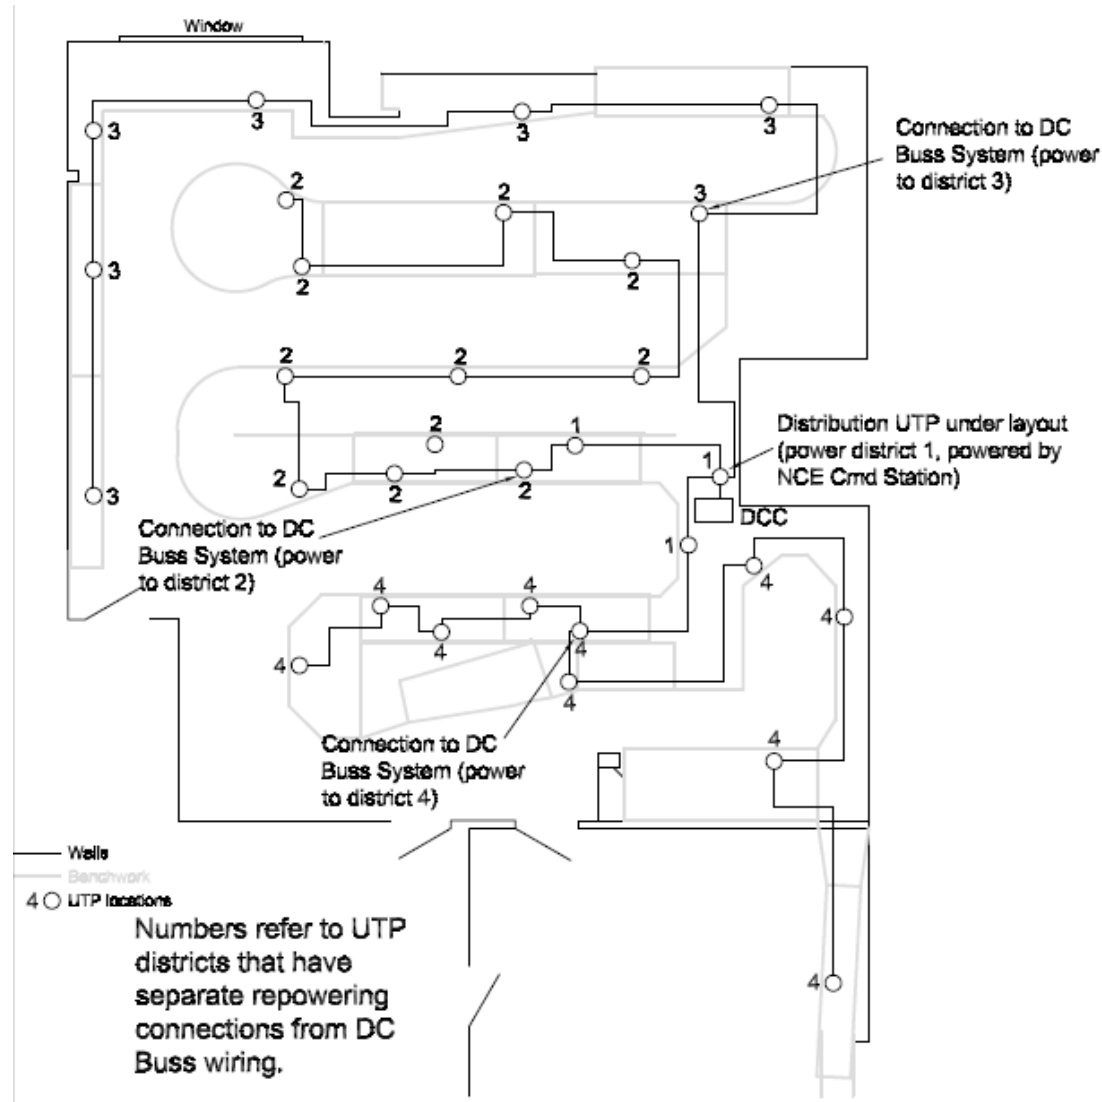 Window
3
3
3
3
Connection to DC
Buss System (power
to district 3)
2
2
3
2
2
3
2
2
2
2
1
Distribution UTP under layout
(power district 1, powered by
NCE Cmd Station)
1
2
2
2
3
DCC
Connection to DC
Buss System (power
to district 2)
1
4
4
4
4
4
4
4
4
4
Connection to DC
Buss System (power
to district 4)
Walls
Benchwork
4 UTP locations
Numbers refer to UTP
districts that have
separate repowering
connections from DC
Buss wiring.
4